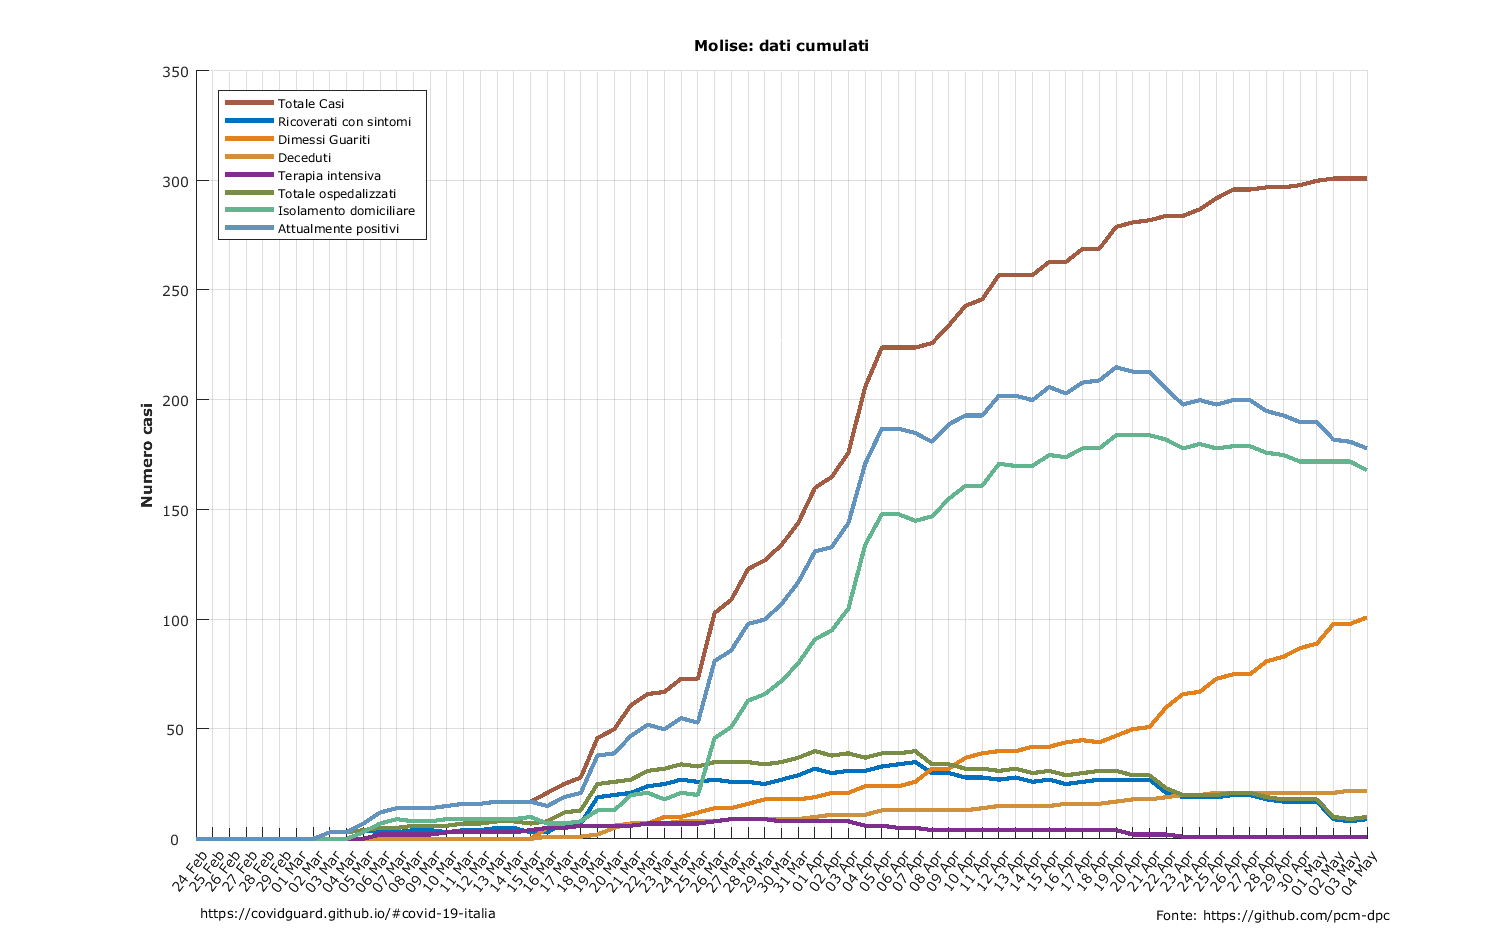 Molise: dati cumulati
Numero casi
350
300
250
200
150
100
50
0
Totale Casi
Ricoverati con sintomi
Dimessi Guariti
Deceduti
Terapia intensiva
Totale ospedalizzati
Isolamento domiciliare
Attualmente positivi
24 Feb
25 Feb
26 Feb
27 Feb
28 Feb
29 Feb
01 Mar
02 Mar
03 Mar
04 Mar
05 Mar
06 Mar
07 Mar
08 Mar
09 Mar
10 Mar
11 Mar
12 Mar
13 Mar
14 Mar
15 Mar
16 Mar
17 Mar
18 Mar
19 Mar
20 Mar
21 Mar
22 Mar
23 Mar
24 Mar
25 Mar
26 Mar
27 Mar
28 Mar
29 Mar
30 Mar
31 Mar
01 Apr
02 Apr
03 Apr
04 Apr
05 Apr
06 Apr
07 Apr
08 Apr
09 Apr
10 Apr
11 Apr
12 Apr
13 Apr
14 Apr
15 Apr
16 Apr
17 Apr
18 Apr
19 Apr
20 Apr
21 Apr
22 Apr
23 Apr
24 Apr
25 Apr
26 Apr
27 Apr
28 Apr
29 Apr
30 Apr
01 May
02 May
03 May
04 May
https://covidguard.github.io/#covid-19-italia
Fonte: https://github.com/pcm-dpc